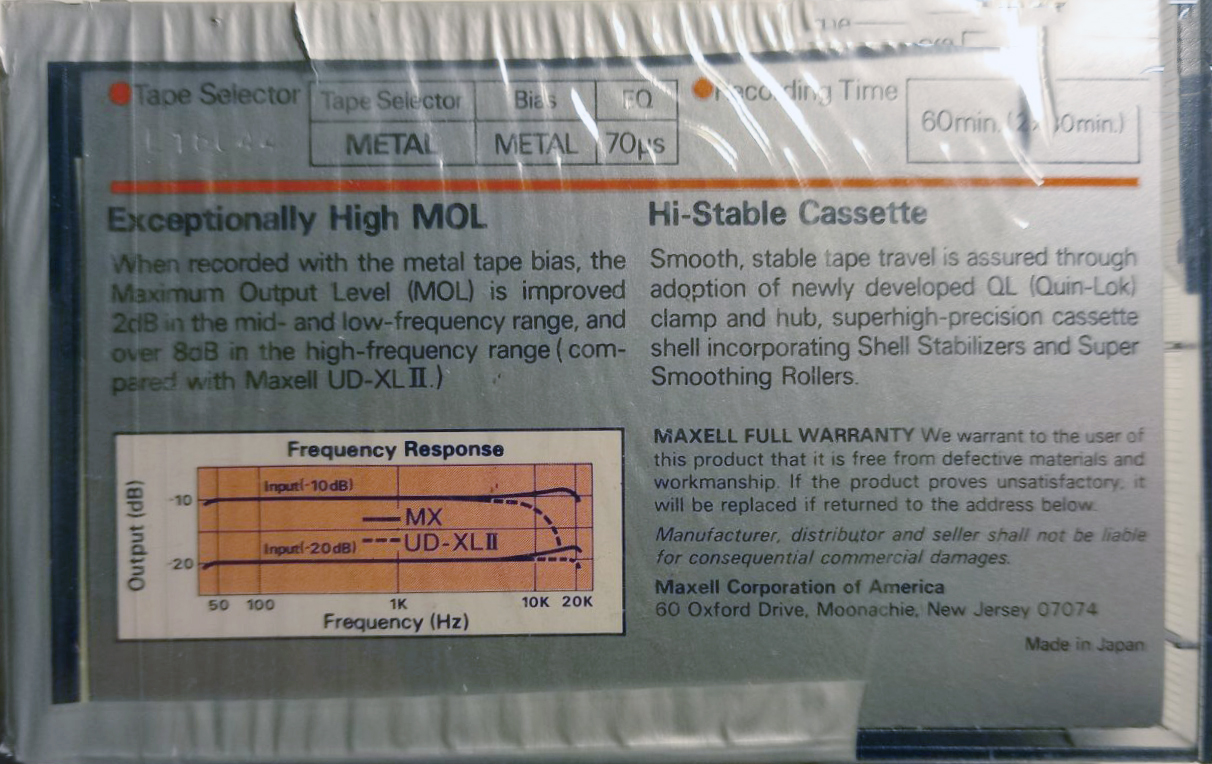 Tape Selector
Tape Selector Bias EQ
METAL METAL 70µs
Recording Time
60min. (2x 30min.)
Exceptionally High MOL
When recorded with the metal tape bias, the
Maximum Output Level (MOL) is improved
2dB in the mid- and low-frequency range, and
over 8dB in the high-frequency range (com-
pared with Maxell UD-XLⅡ.)
Frequency Response
Output (dB)
Input(-10dB)
-10
MX
UD-XLⅡ
Input(-20dB)
-20
50 100 1K 10K 20K
Frequency (Hz)
Hi-Stable Cassette
Smooth, stable tape travel is assured through
adoption of newly developed QL (Quin-Lok)
clamp and hub, superhigh-precision cassette
shell incorporating Shell Stabilizers and Super
Smoothing Rollers.
MAXELL FULL WARRANTY We warrant to the user of
this product that it is free from defective materials and
workmanship. If the product proves unsatisfactory, it
will be replaced if returned to the address below.
Manufacturer, distributor and seller shall not be liable
for consequential commercial damages.
Maxell Corporation of America
60 Oxford Drive, Moonachie, New Jersey 07074
Made in Japan